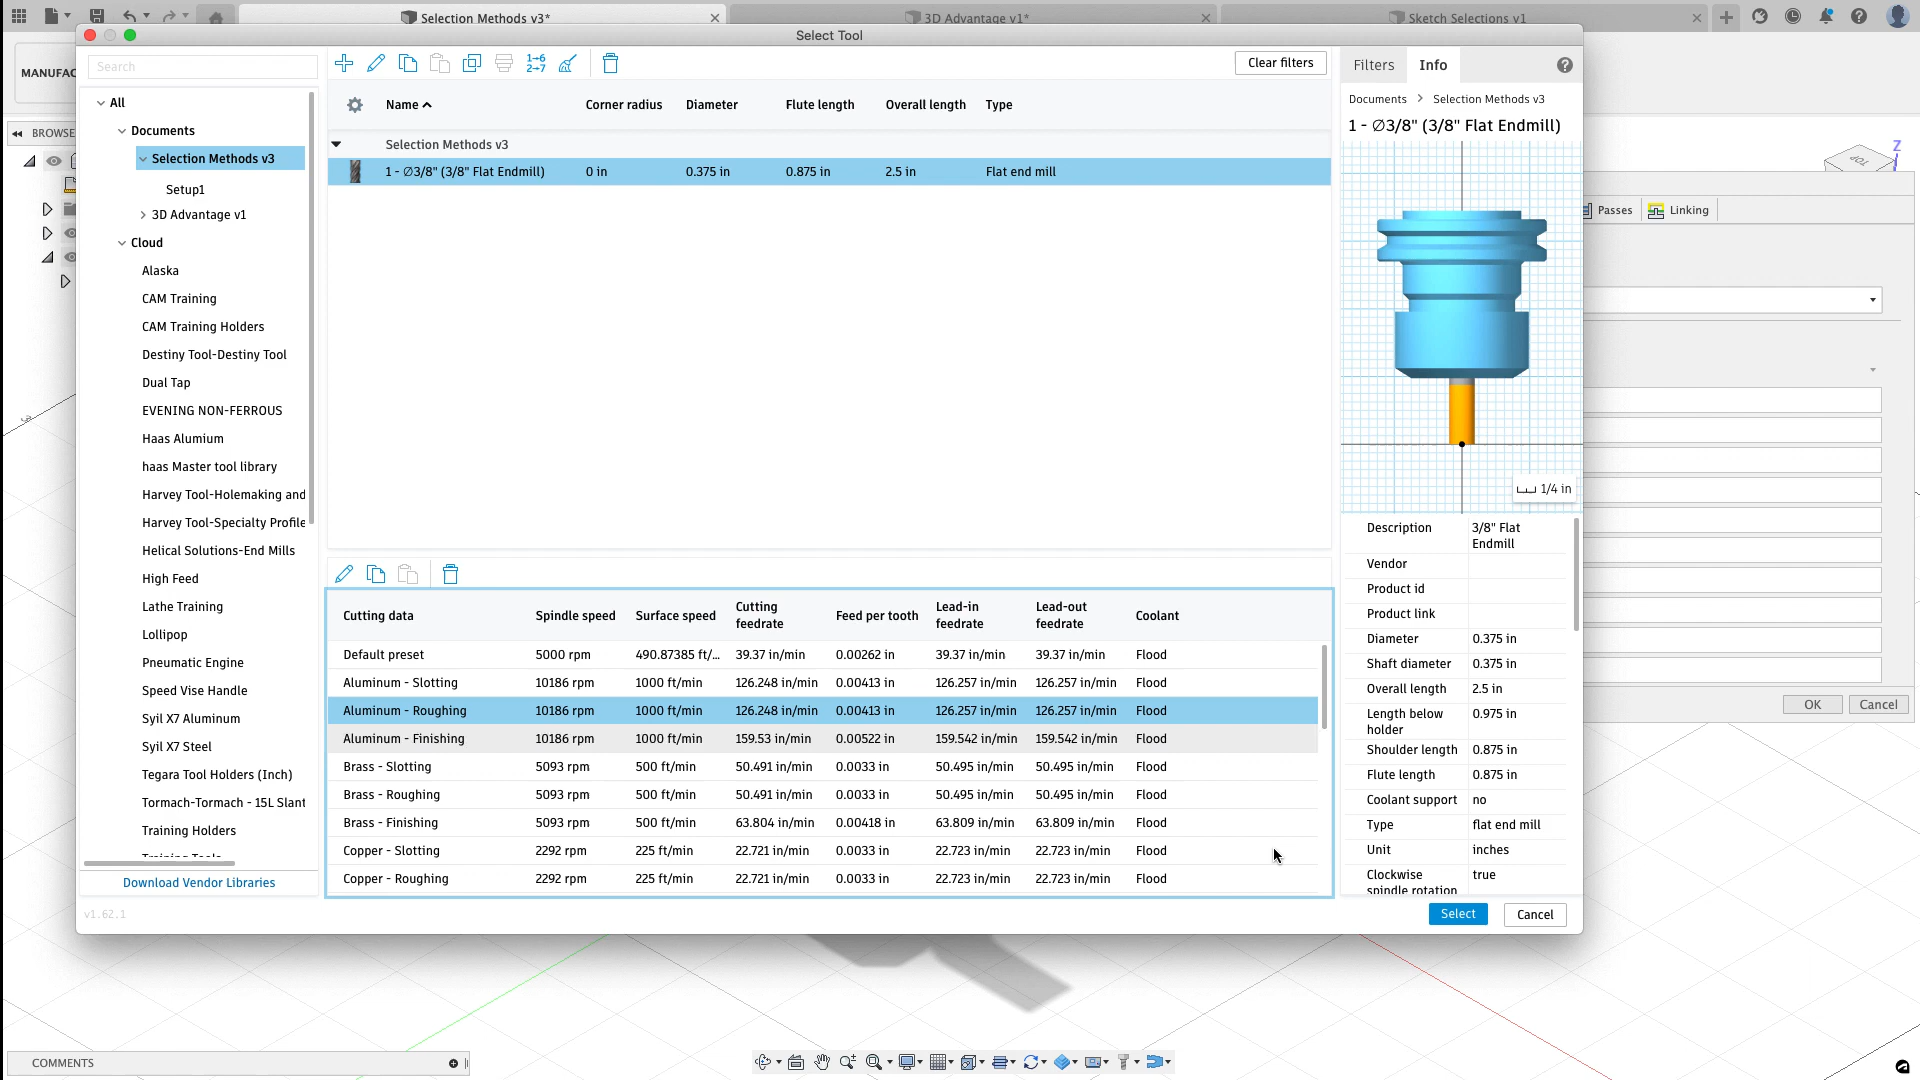 Selection Methods v3*
3D Advantage v1*
Sketch Selections v1
Select Tool
MANUFAC
Search
Clear filters
Filters
Info
Documents > Selection Methods v3
1 - ∅3/8" (3/8" Flat Endmill)
BROWSE
All
Documents
Selection Methods v3
Setup1
3D Advantage v1
Cloud
Alaska
CAM Training
CAM Training Holders
Destiny Tool-Destiny Tool
Dual Tap
EVENING NON-FERROUS
Haas Alumium
haas Master tool library
Harvey Tool-Holemaking and
Harvey Tool-Specialty Profile
Helical Solutions-End Mills
High Feed
Lathe Training
Lollipop
Pneumatic Engine
Speed Vise Handle
Syil X7 Aluminum
Syil X7 Steel
Tegara Tool Holders (Inch)
Tormach-Tormach - 15L Slant
Training Holders
Training Tools
Download Vendor Libraries
v1.62.1
Name Corner radius Diameter Flute length Overall length Type
Selection Methods v3
1 - ∅3/8" (3/8" Flat Endmill) 0 in 0.375 in 0.875 in 2.5 in Flat end mill
Cutting data Spindle speed Surface speed Cutting feedrate Feed per tooth Lead-in feedrate Lead-out feedrate Coolant
Default preset 5000 rpm 490.87385 ft/... 39.37 in/min 0.00262 in 39.37 in/min 39.37 in/min Flood
Aluminum - Slotting 10186 rpm 1000 ft/min 126.248 in/min 0.00413 in 126.257 in/min 126.257 in/min Flood
Aluminum - Roughing 10186 rpm 1000 ft/min 126.248 in/min 0.00413 in 126.257 in/min 126.257 in/min Flood
Aluminum - Finishing 10186 rpm 1000 ft/min 159.53 in/min 0.00522 in 159.542 in/min 159.542 in/min Flood
Brass - Slotting 5093 rpm 500 ft/min 50.491 in/min 0.0033 in 50.495 in/min 50.495 in/min Flood
Brass - Roughing 5093 rpm 500 ft/min 50.491 in/min 0.0033 in 50.495 in/min 50.495 in/min Flood
Brass - Finishing 5093 rpm 500 ft/min 63.804 in/min 0.00418 in 63.809 in/min 63.809 in/min Flood
Copper - Slotting 2292 rpm 225 ft/min 22.721 in/min 0.0033 in 22.723 in/min 22.723 in/min Flood
Copper - Roughing 2292 rpm 225 ft/min 22.721 in/min 0.0033 in 22.723 in/min 22.723 in/min Flood
1/4 in
Description 3/8" Flat Endmill
Vendor
Product id
Product link
Diameter 0.375 in
Shaft diameter 0.375 in
Overall length 2.5 in
Length below holder 0.975 in
Shoulder length 0.875 in
Flute length 0.875 in
Coolant support no
Type flat end mill
Unit inches
Clockwise spindle rotation true
Select
Cancel
TOP
Z
Passes
Linking
OK
Cancel
COMMENTS